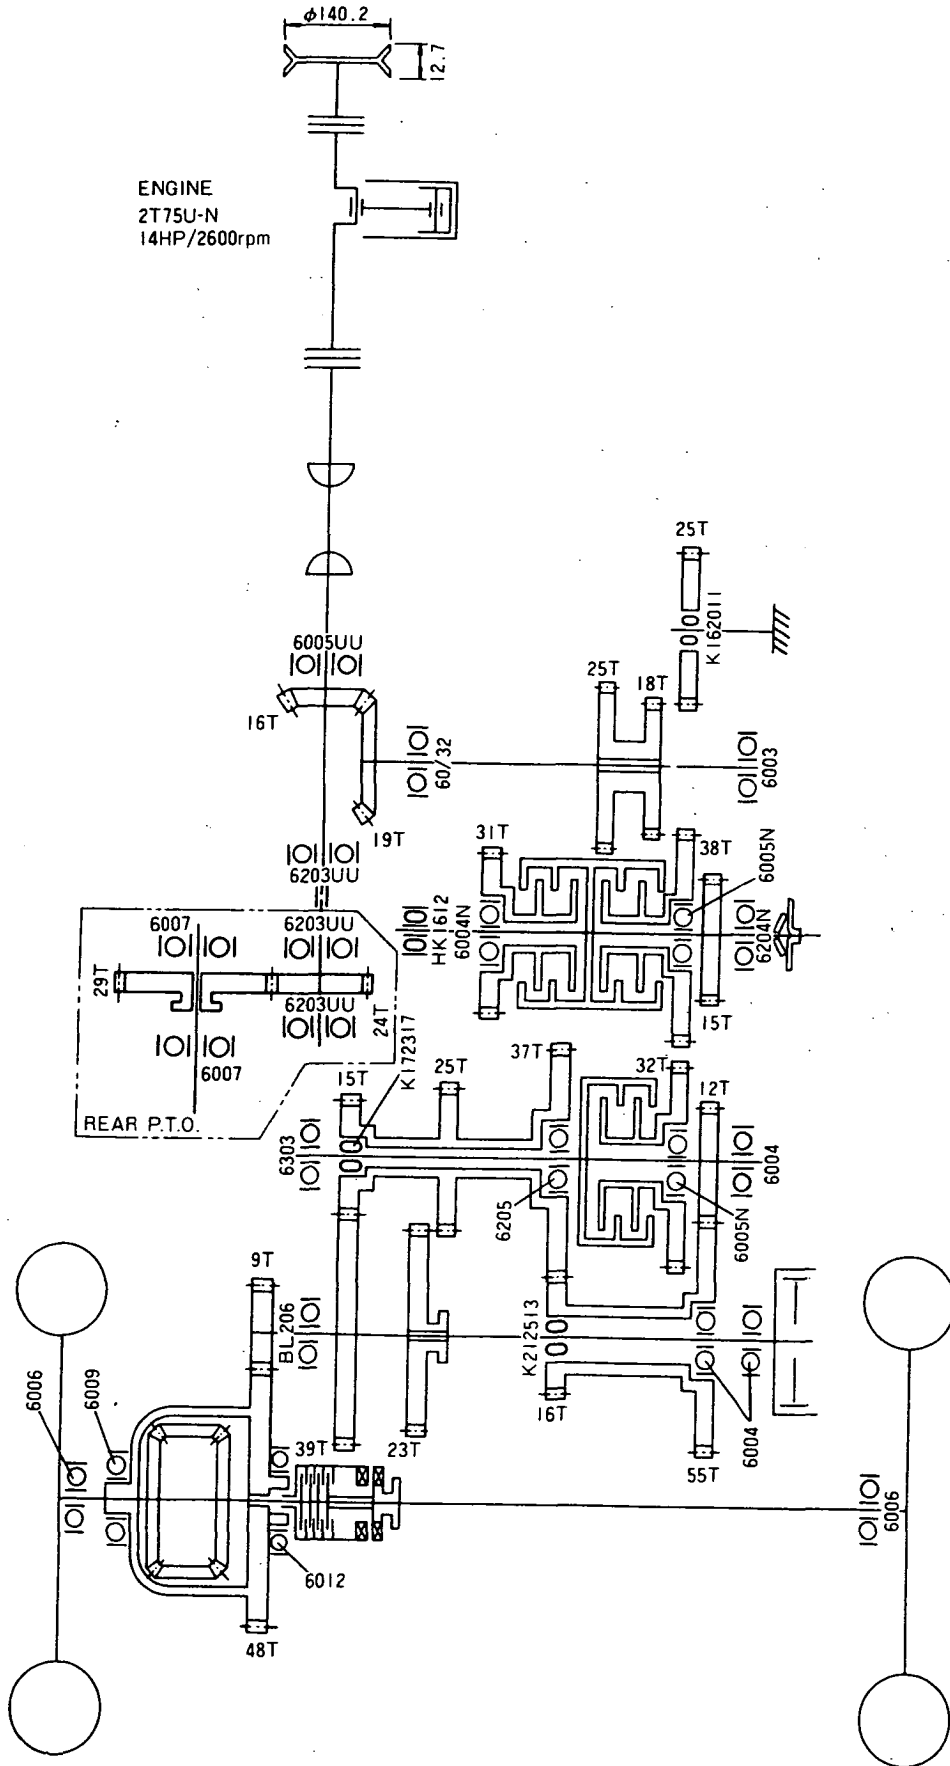 φ140.2
12.7
ENGINE
2T75U-N
14HP/2600rpm
25T
K162011
6005UU
16T
25T
18T
60/32
6003
19T
31T
38T
6005N
6203UU
HK1612
6004N
6204N
15T
6007
6203UU
29T
6203UU
24T
6007
REAR P.T.O.
K172317
15T
25T
37T
32T
12T
6303
6205
6005N
6004
9T
BL206
K212513
16T
6006
6009
39T
23T
55T
6004
6012
48T
6006